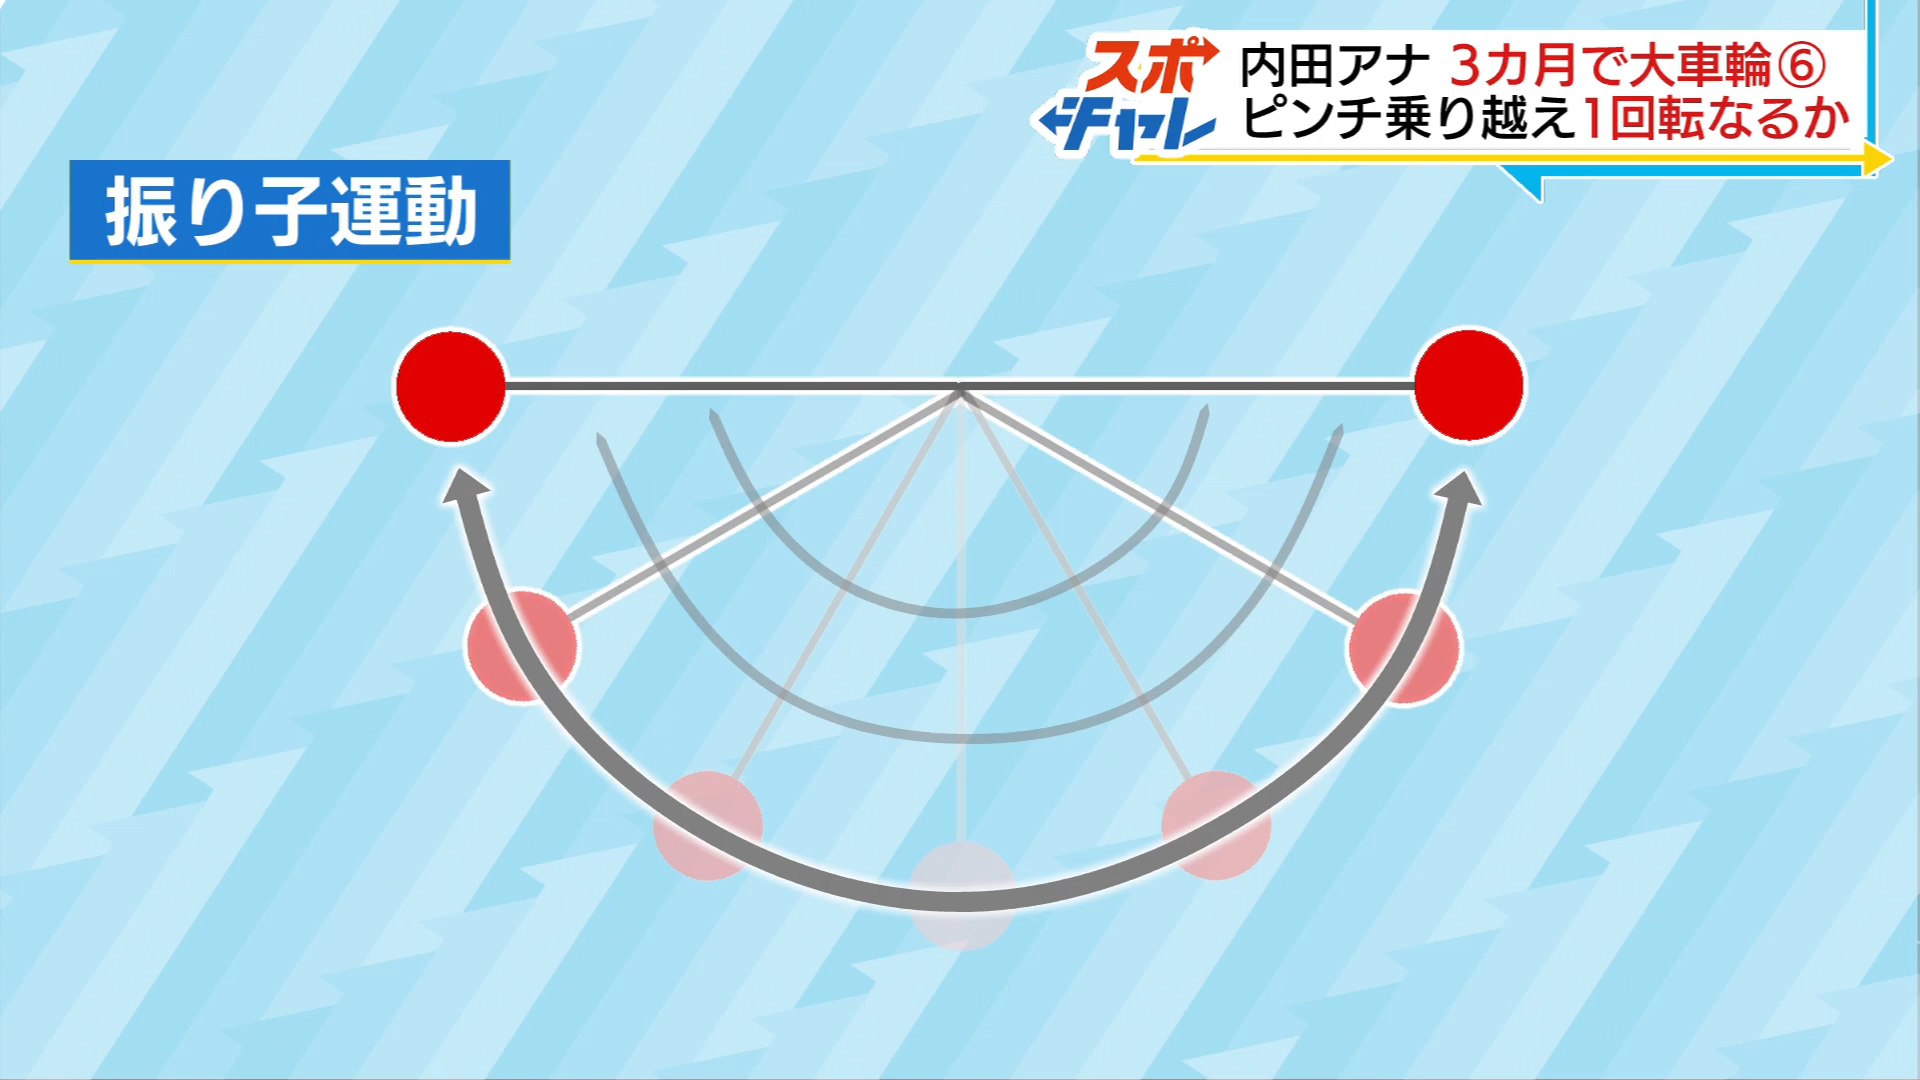 スポ
チャレ
内田アナ 3カ月で大車輪⑥
ピンチ乗り越え1回転なるか
振り子運動